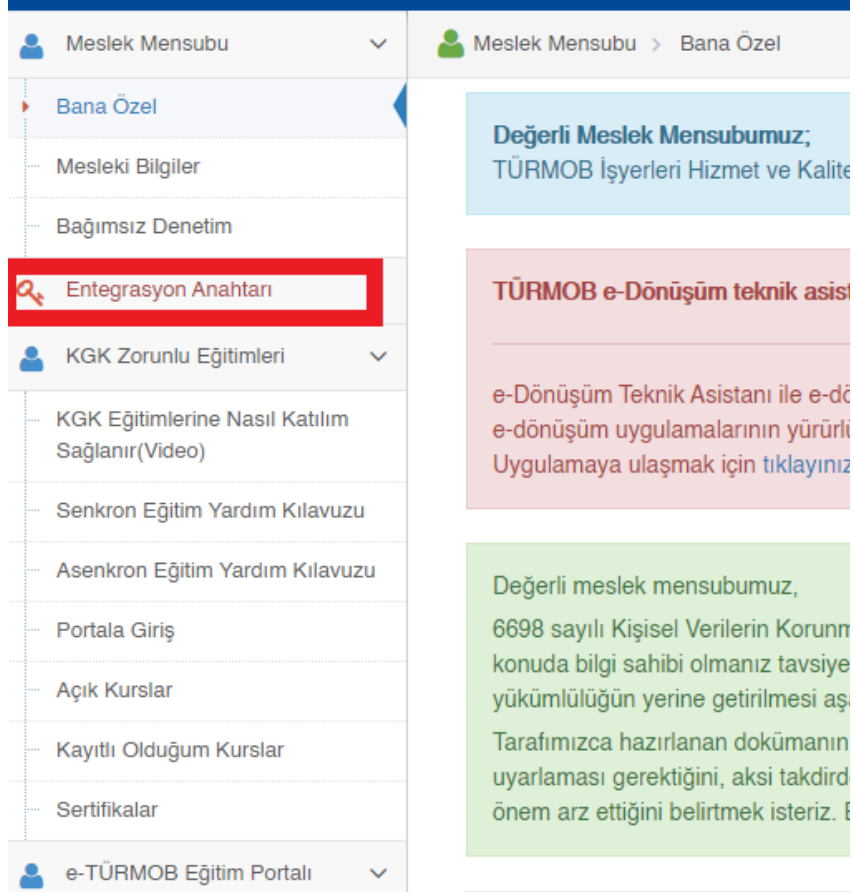 Meslek Mensubu
Bana Özel
Mesleki Bilgiler
Bağımsız Denetim
Entegrasyon Anahtarı
KGK Zorunlu Eğitimleri
KGK Eğitimlerine Nasıl Katılım
Sağlanır(Video)
Senkron Eğitim Yardım Kılavuzu
Asenkron Eğitim Yardım Kılavuzu
Portala Giriş
Açık Kurslar
Kayıtlı Olduğum Kurslar
Sertifikalar
e-TÜRMOB Eğitim Portalı
Meslek Mensubu > Bana Özel
Değerli Meslek Mensubumuz;
TÜRMOB İşyerleri Hizmet ve Kalite
TÜRMOB e-Dönüşüm teknik asist
e-Dönüşüm Teknik Asistanı ile e-dö
e-dönüşüm uygulamalarının yürürlü
Uygulamaya ulaşmak için tıklayınız
Değerli meslek mensubumuz,
6698 sayılı Kişisel Verilerin Korunm
konuda bilgi sahibi olmanız tavsiye
yükümlülüğün yerine getirilmesi aşa
Tarafımızca hazırlanan dokümanın
uyarlaması gerektiğini, aksi takdirde
önem arz ettiğini belirtmek isteriz.